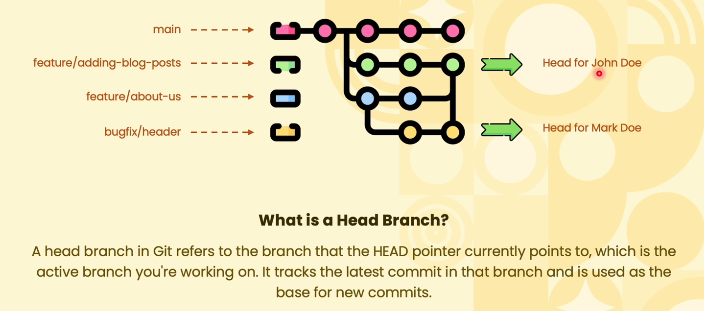 main
feature/adding-blog-posts
Head for John Doe
feature/about-us
bugfix/header
Head for Mark Doe
What is a Head Branch?
A head branch in Git refers to the branch that the HEAD pointer currently points to, which is the
active branch you're working on. It tracks the latest commit in that branch and is used as the
base for new commits.